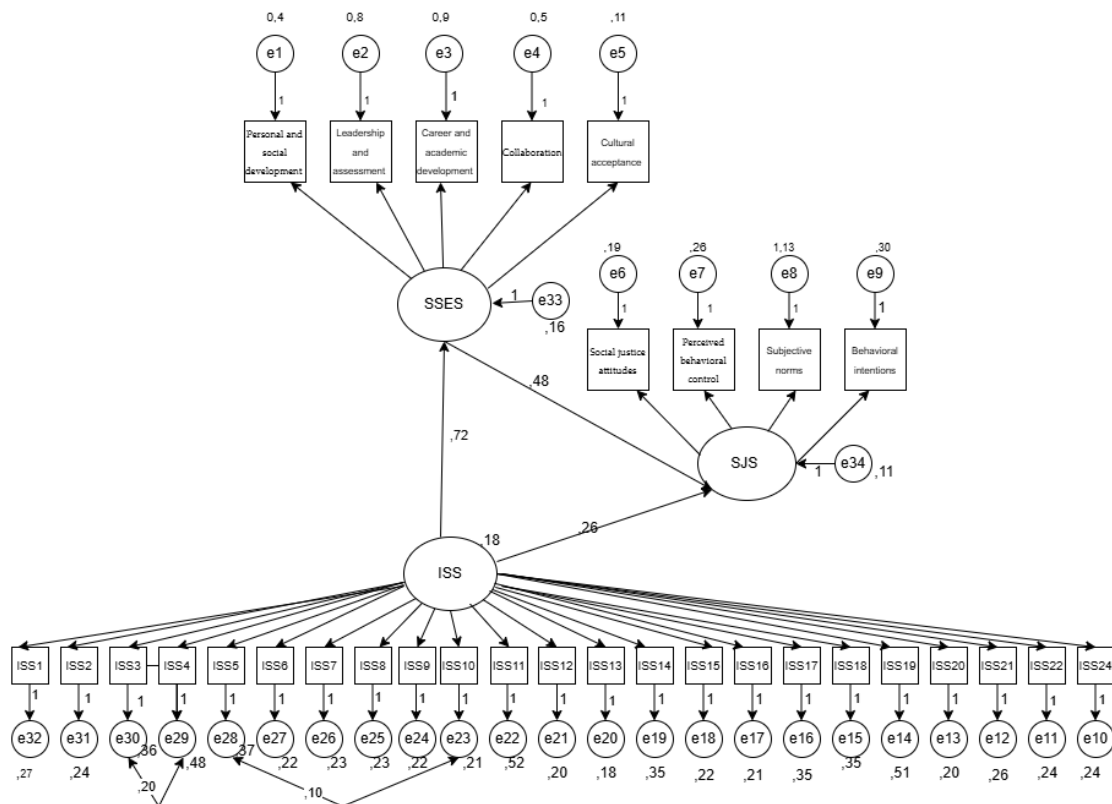 0,4 0,8 0,9 0,5 ,11
e1 e2 e3 e4 e5
1 1 1 1 1
Personal and social development
Leadership and assessment
Career and academic development
Collaboration
Cultural acceptance
,19 ,26 1,13 ,30
e6 e7 e8 e9
SSES 1 e33
,16
1 1 1 1
Social justice attitudes
Perceived behavioral control
Subjective norms
Behavioral intentions
,48
,72
SJS 1 e34 ,11
,26
,18
ISS
ISS1 ISS2 ISS3 ISS4 ISS5 ISS6 ISS7 ISS8 ISS9 ISS10 ISS11 ISS12 ISS13 ISS14 ISS15 ISS16 ISS17 ISS18 ISS19 ISS20 ISS21 ISS22 ISS24
1 1 1 1 1 1 1 1 1 1 1 1 1 1 1 1 1 1 1 1 1 1 1
e32 e31 e30 e29 e28 e27 e26 e25 e24 e23 e22 e21 e20 e19 e18 e17 e16 e15 e14 e13 e12 e11 e10
,27 ,24 ,36 ,48 ,37 ,22 ,23 ,23 ,22 ,21 ,52 ,20 ,18 ,35 ,22 ,21 ,35 ,35 ,51 ,20 ,26 ,24 ,24
,20 ,10